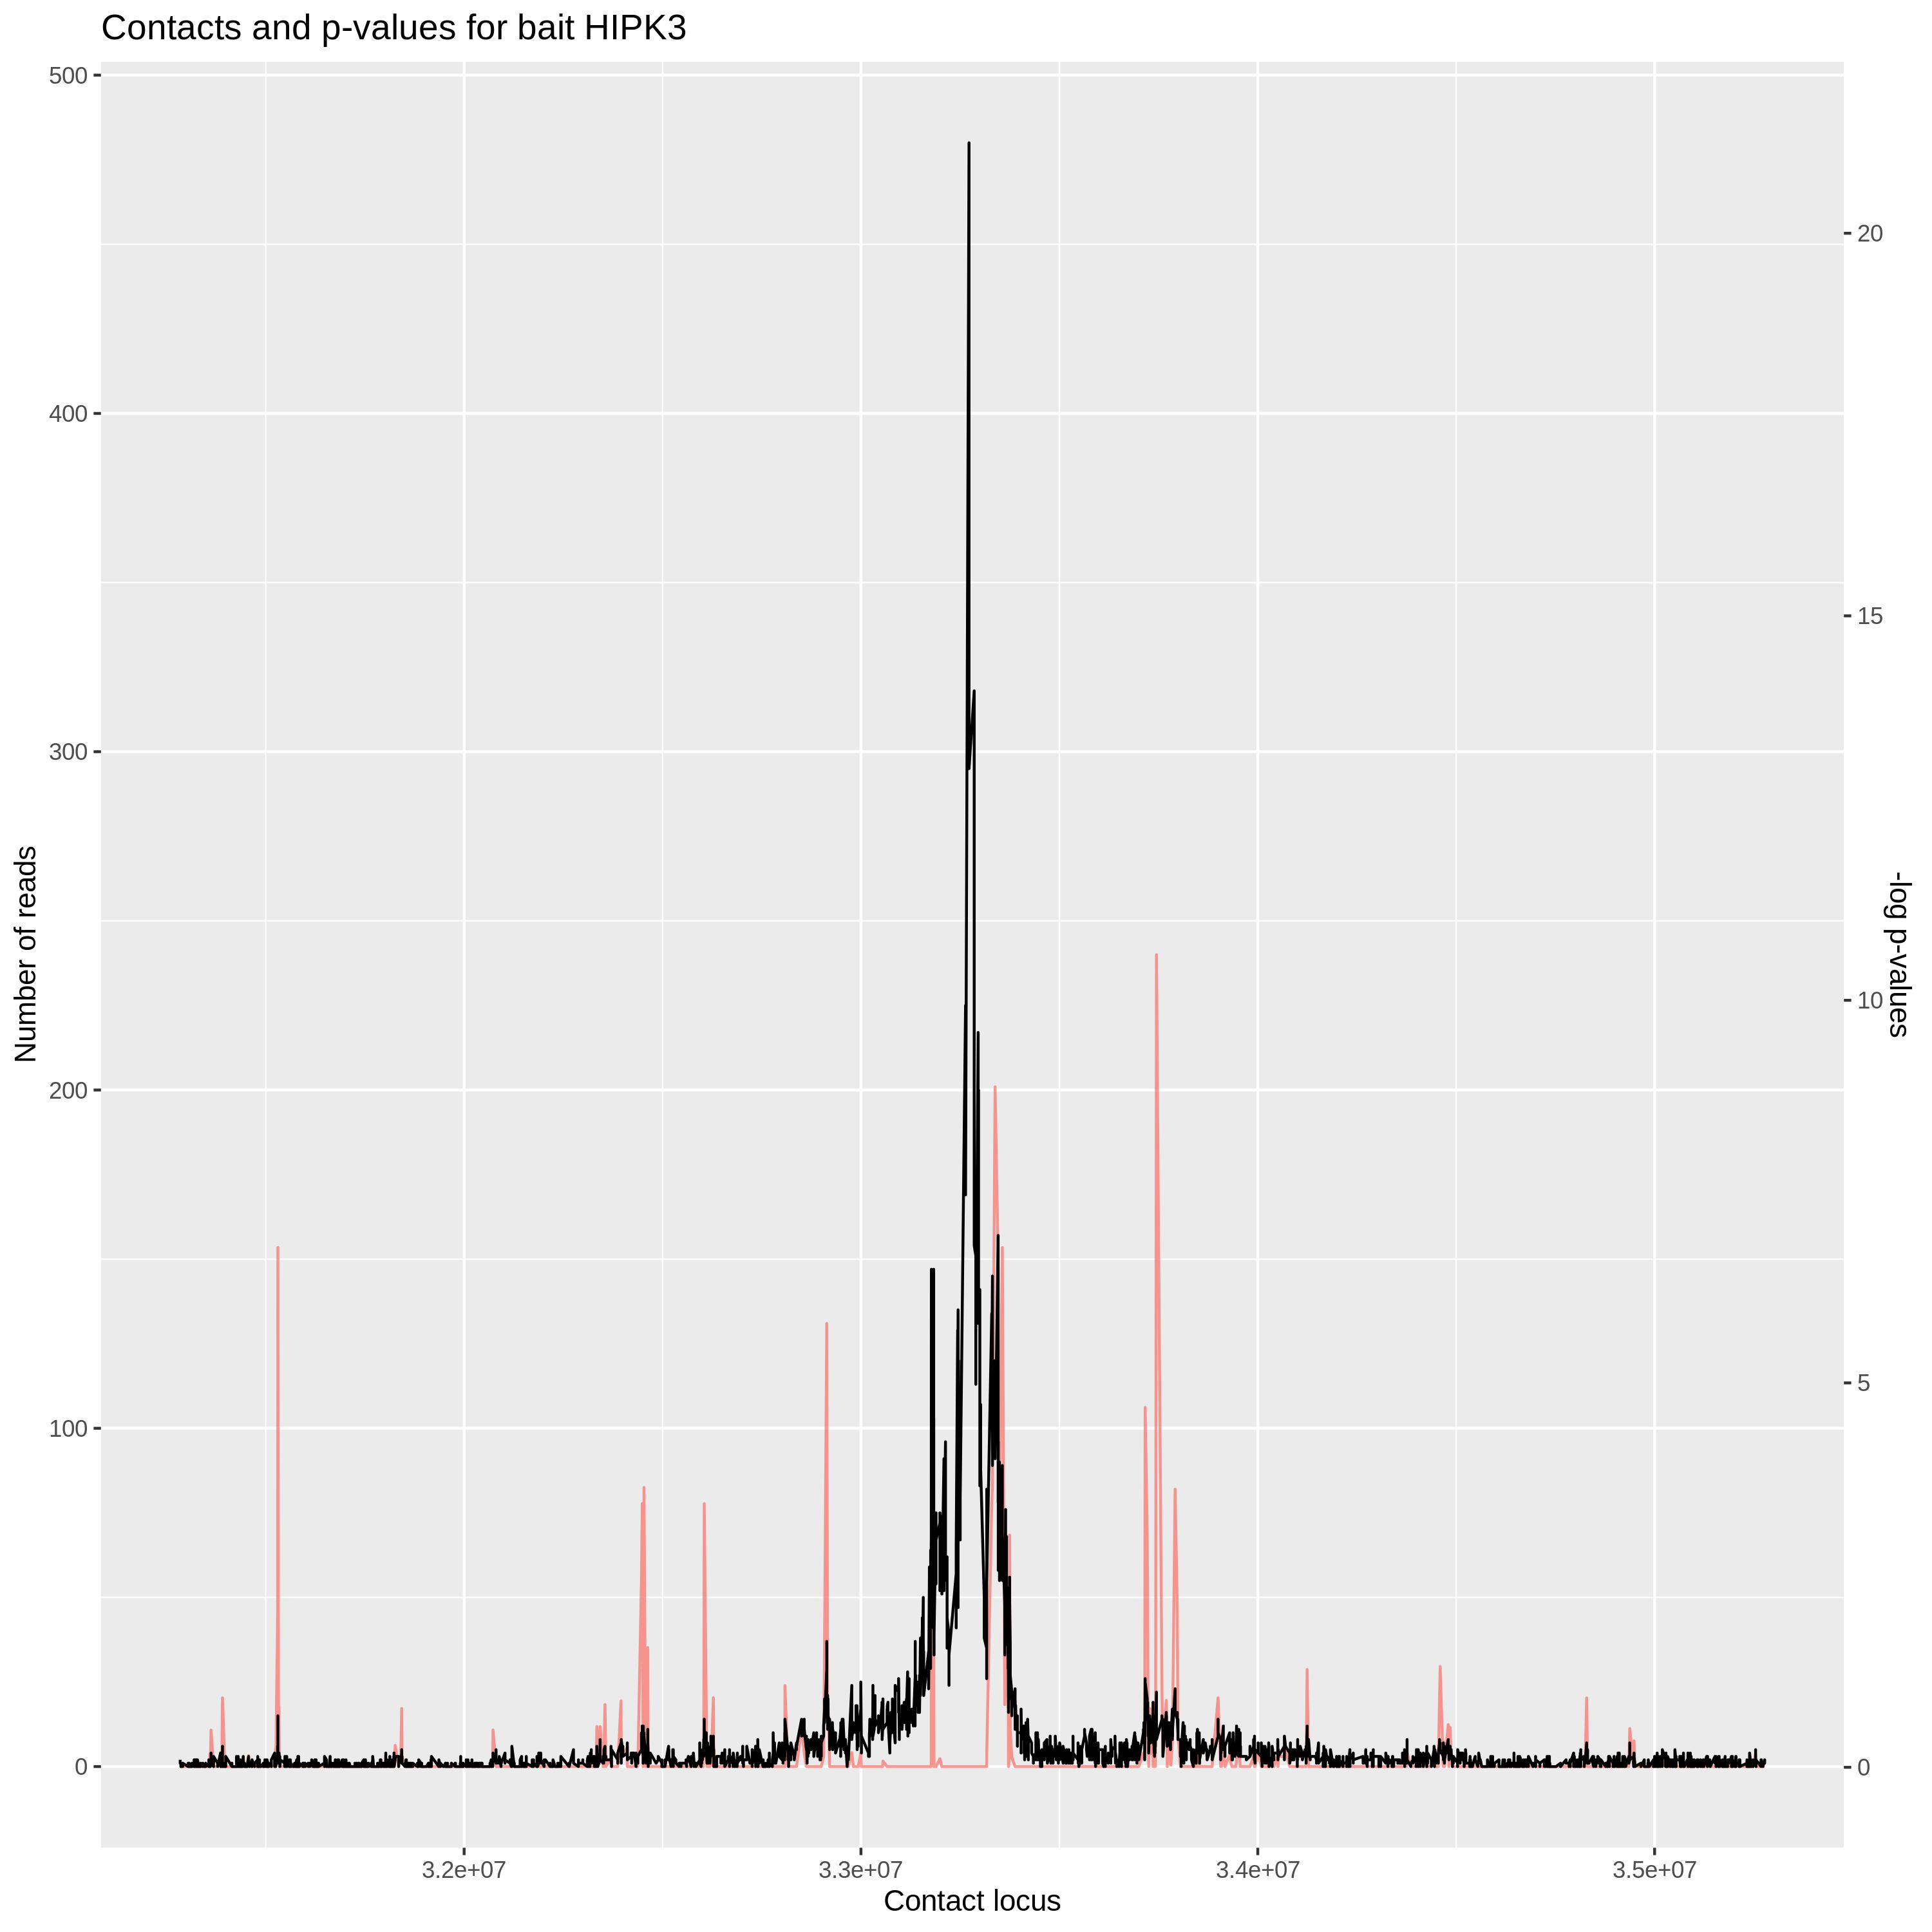 Contacts and p-values for bait HIPK3
500
400
300
200
100
0
Number of reads
20
15
10
5
0
-log p-values
3.2e+07
3.3e+07
3.4e+07
3.5e+07
Contact locus